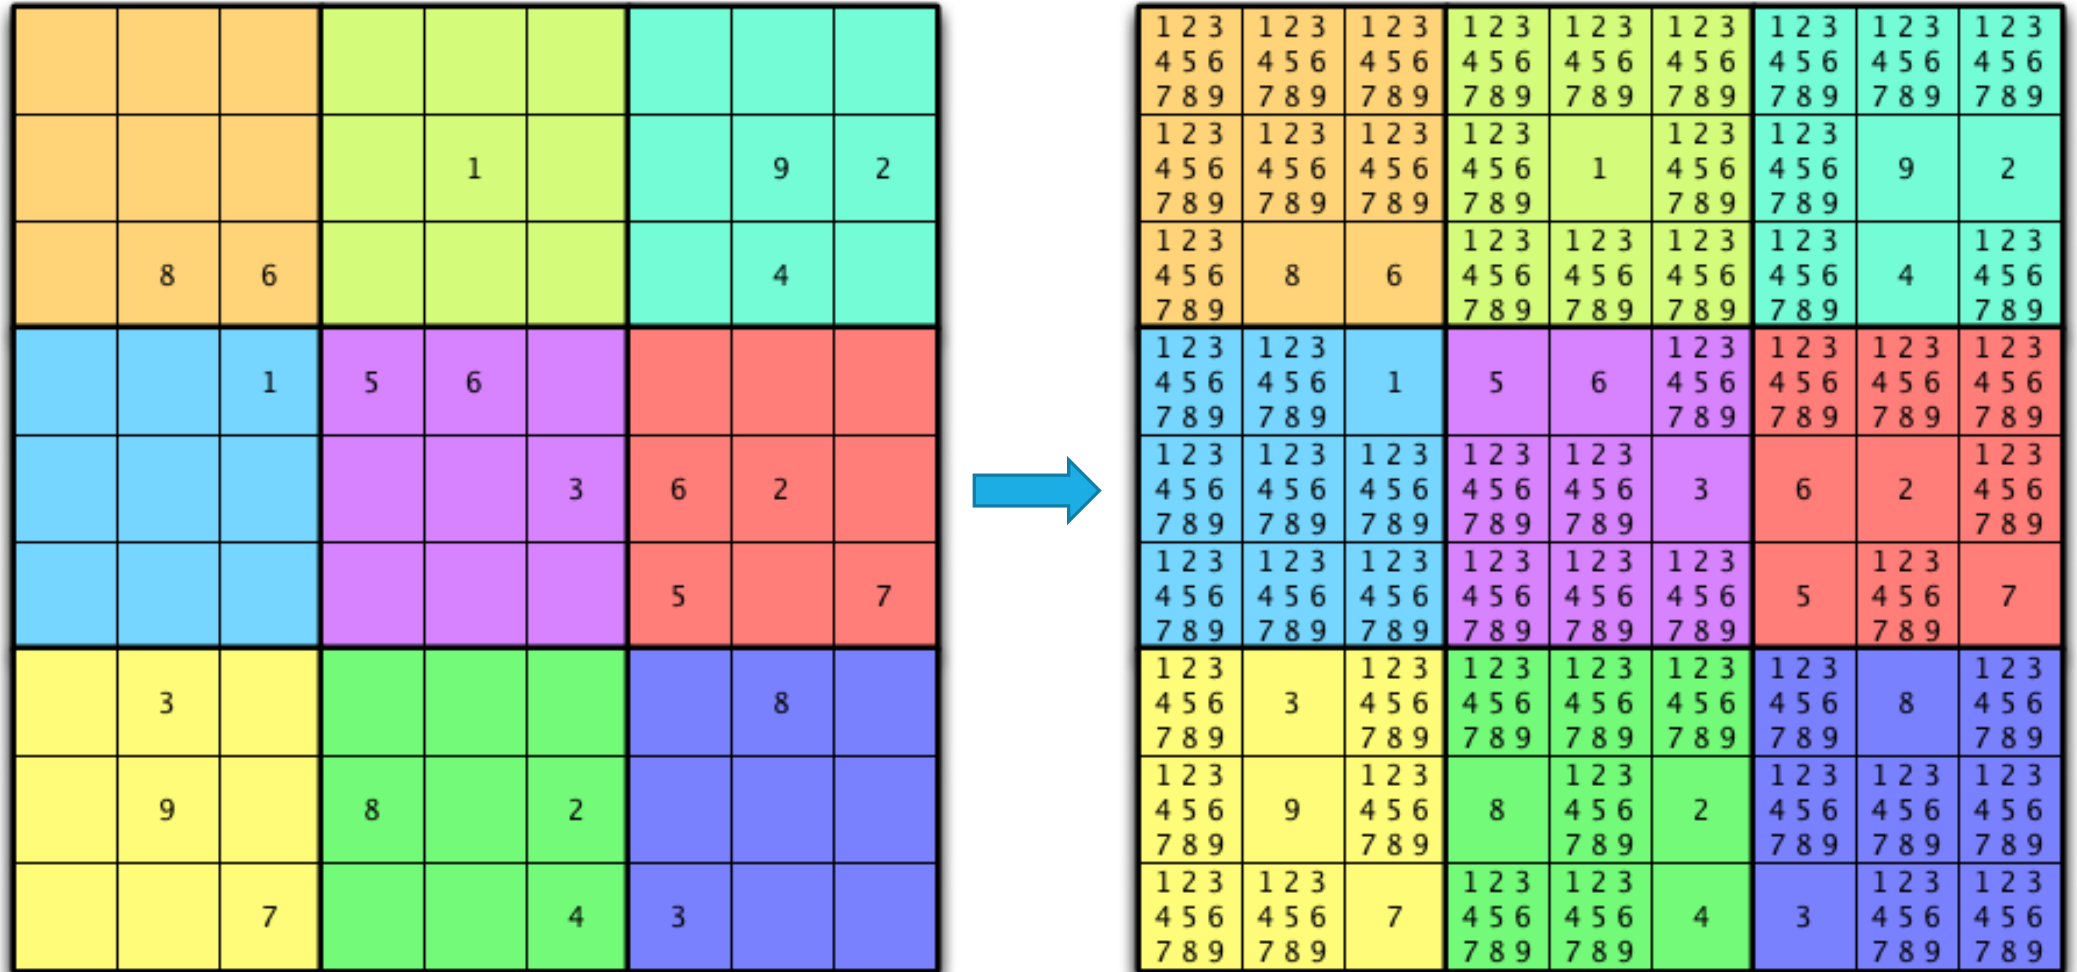 1 9 2
8 6 4
1 5 6
3 6 2
5 7
3 8
9 8 2
7 4 3
1 2 3 1 2 3 1 2 3 1 2 3 1 2 3 1 2 3 1 2 3 1 2 3 1 2 3
4 5 6 4 5 6 4 5 6 4 5 6 4 5 6 4 5 6 4 5 6 4 5 6 4 5 6
7 8 9 7 8 9 7 8 9 7 8 9 7 8 9 7 8 9 7 8 9 7 8 9 7 8 9
1 2 3 1 2 3 1 2 3 1 2 3 1 2 3 1 2 3
4 5 6 4 5 6 4 5 6 4 5 6 1 4 5 6 4 5 6 9 2
7 8 9 7 8 9 7 8 9 7 8 9 7 8 9 7 8 9
1 2 3 1 2 3 1 2 3 1 2 3 1 2 3 1 2 3
4 5 6 8 6 4 5 6 4 5 6 4 5 6 4 5 6 4 4 5 6
7 8 9 7 8 9 7 8 9 7 8 9 7 8 9 7 8 9
1 2 3 1 2 3 1 2 3 1 2 3 1 2 3 1 2 3
4 5 6 4 5 6 1 5 6 4 5 6 4 5 6 4 5 6 4 5 6
7 8 9 7 8 9 7 8 9 7 8 9 7 8 9 7 8 9
1 2 3 1 2 3 1 2 3 1 2 3 1 2 3 1 2 3
4 5 6 4 5 6 4 5 6 4 5 6 4 5 6 3 6 2 4 5 6
7 8 9 7 8 9 7 8 9 7 8 9 7 8 9 7 8 9
1 2 3 1 2 3 1 2 3 1 2 3 1 2 3 1 2 3 1 2 3
4 5 6 4 5 6 4 5 6 4 5 6 4 5 6 4 5 6 5 4 5 6 7
7 8 9 7 8 9 7 8 9 7 8 9 7 8 9 7 8 9 7 8 9
1 2 3 1 2 3 1 2 3 1 2 3 1 2 3 1 2 3 1 2 3
4 5 6 3 4 5 6 4 5 6 4 5 6 4 5 6 4 5 6 8 4 5 6
7 8 9 7 8 9 7 8 9 7 8 9 7 8 9 7 8 9 7 8 9
1 2 3 1 2 3 1 2 3 1 2 3 1 2 3 1 2 3
4 5 6 9 4 5 6 8 4 5 6 2 4 5 6 4 5 6 4 5 6
7 8 9 7 8 9 7 8 9 7 8 9 7 8 9 7 8 9
1 2 3 1 2 3 1 2 3 1 2 3 1 2 3 1 2 3
4 5 6 4 5 6 7 4 5 6 4 5 6 4 3 4 5 6 4 5 6
7 8 9 7 8 9 7 8 9 7 8 9 7 8 9 7 8 9